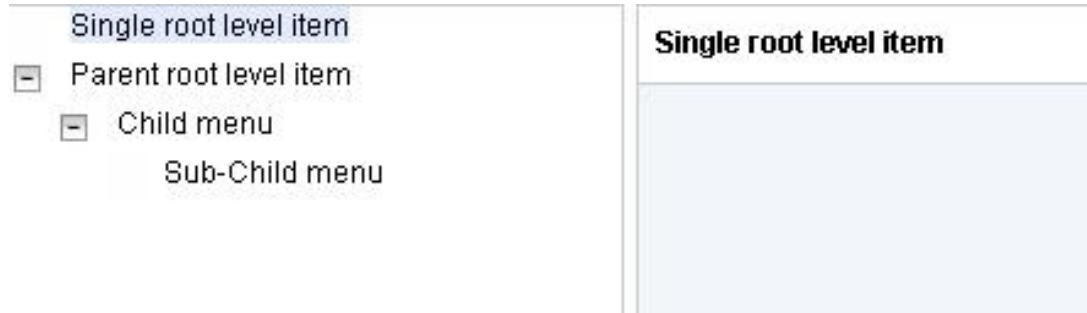 Single root level item
Parent root level item
Child menu
Sub-Child menu
Single root level item